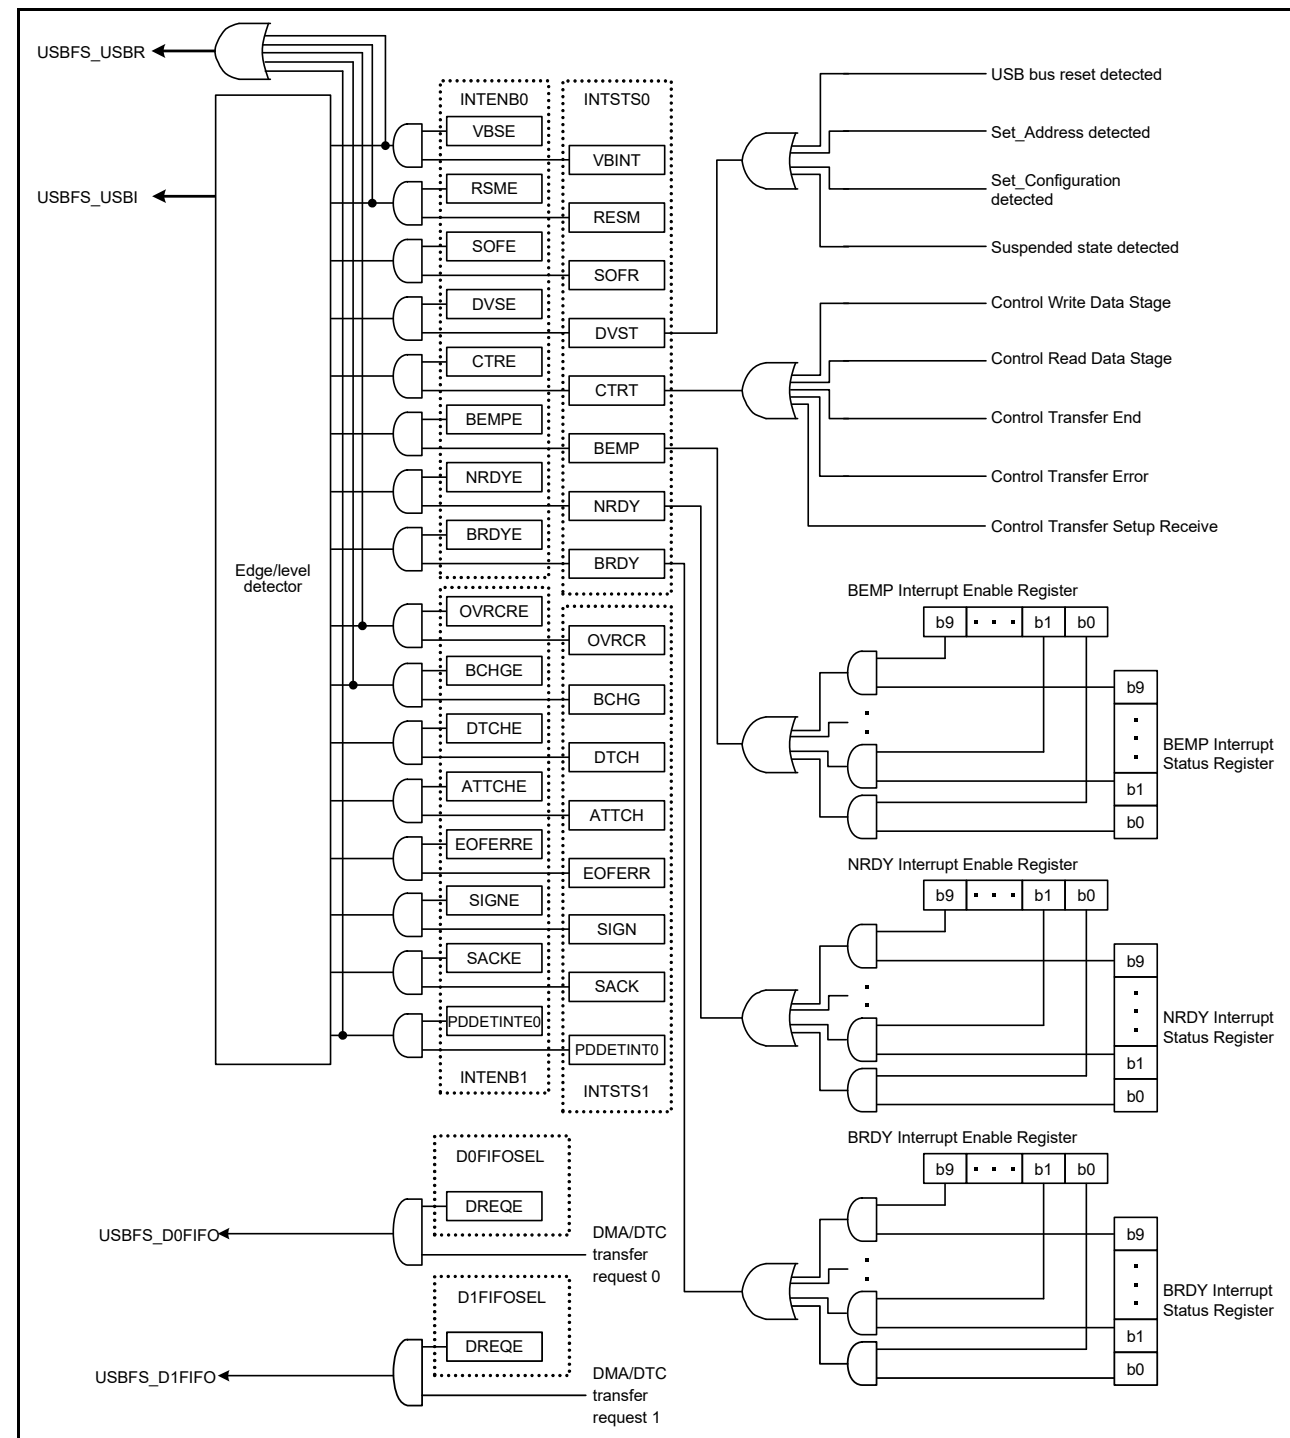 USBFS_USBR
USBFS_USBI
Edge/level
detector
INTENB0
VBSE
RSME
SOFE
DVSE
CTRE
BEMPE
NRDYE
BRDYE
INTSTS0
VBINT
RESM
SOFR
DVST
CTRT
BEMP
NRDY
BRDY
OVRCRE
BCHGE
DTCHE
ATTCHE
EOFERRE
SIGNE
SACKE
PDDETINTE0
INTENB1
OVRCR
BCHG
DTCH
ATTCH
EOFERR
SIGN
SACK
PDDETINT0
INTSTS1
USB bus reset detected
Set_Address detected
Set_Configuration
detected
Suspended state detected
Control Write Data Stage
Control Read Data Stage
Control Transfer End
Control Transfer Error
Control Transfer Setup Receive
BEMP Interrupt Enable Register
b9 · · · b1 b0
b9
·
·
·
b1
b0
BEMP Interrupt
Status Register
NRDY Interrupt Enable Register
b9 · · · b1 b0
b9
·
·
·
b1
b0
NRDY Interrupt
Status Register
BRDY Interrupt Enable Register
b9 · · · b1 b0
b9
·
·
·
b1
b0
BRDY Interrupt
Status Register
D0FIFOSEL
DREQE
USBFS_D0FIFO
DMA/DTC
transfer
request 0
D1FIFOSEL
DREQE
USBFS_D1FIFO
DMA/DTC
transfer
request 1